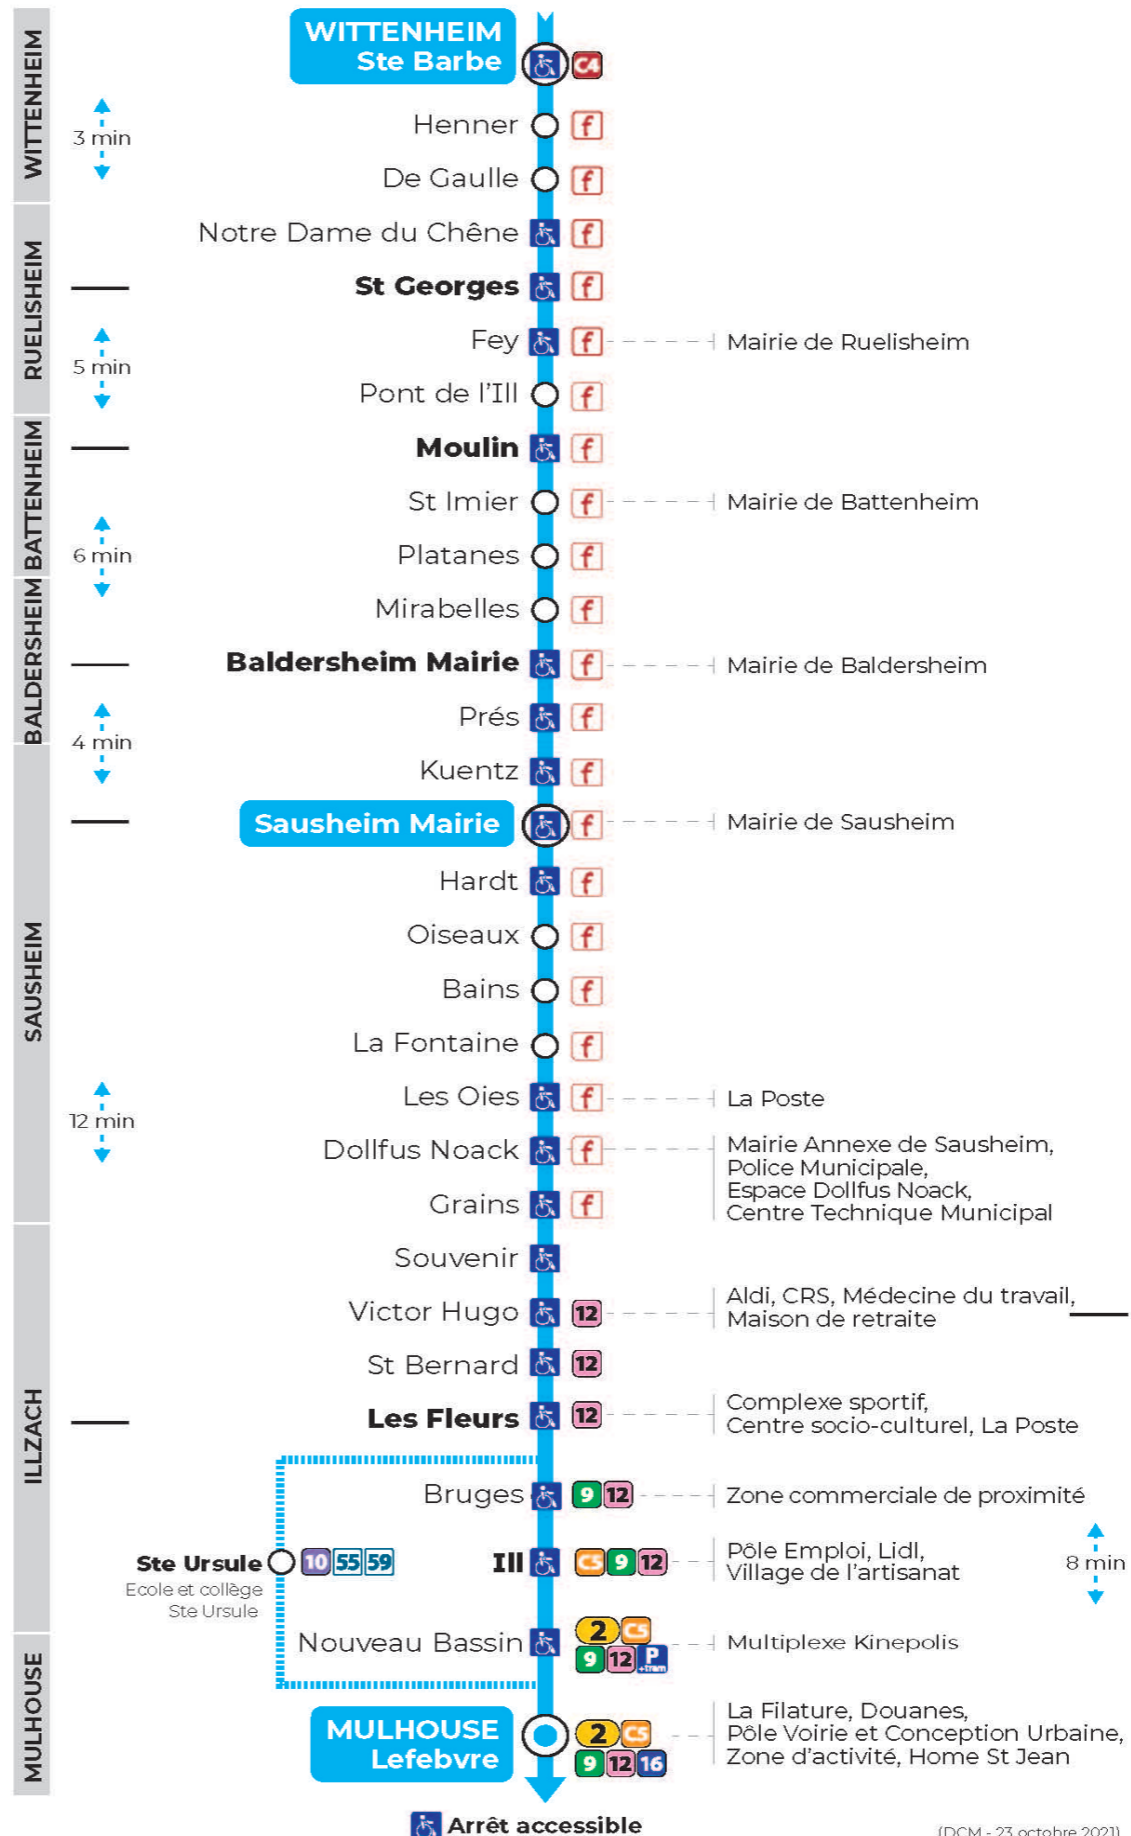 WITTENHEIM
WITTENHEIM
Ste Barbe
C4
3 min
Henner f
De Gaulle f
RUELISHEIM
Notre Dame du Chêne f
St Georges f
Fey f Mairie de Ruelisheim
5 min
Pont de l'Ill f
BATTENHEIM
Moulin f
St Imier f Mairie de Battenheim
6 min
Platanes f
BALDERSHEIM
Mirabelles f
Baldersheim Mairie f Mairie de Baldersheim
Prés f
4 min
SAUSHEIM
Kuentz f
Sausheim Mairie f Mairie de Sausheim
Hardt f
Oiseaux f
Bains f
La Fontaine f
Les Oies f La Poste
12 min
Dollfus Noack f Mairie Annexe de Sausheim,
Police Municipale,
Espace Dollfus Noack,
Centre Technique Municipal
Grains f
ILLZACH
Souvenir
Victor Hugo 12 Aldi, CRS, Médecine du travail,
Maison de retraite
St Bernard 12
Les Fleurs 12 Complexe sportif,
Centre socio-culturel, La Poste
Bruges 9 12 Zone commerciale de proximité
Ste Ursule 10 55 59
Ecole et collège
Ste Ursule
Ill C5 9 12 Pôle Emploi, Lidl,
Village de l'artisanat
8 min
MULHOUSE
Nouveau Bassin 2 C5
9 12 P
+tram
Multiplexe Kinepolis
MULHOUSE
Lefebvre
2 C5
9 12 16
La Filature, Douanes,
Pôle Voirie et Conception Urbaine,
Zone d'activité, Home St Jean
Arrêt accessible
(DCM - 23 octobre 2021)